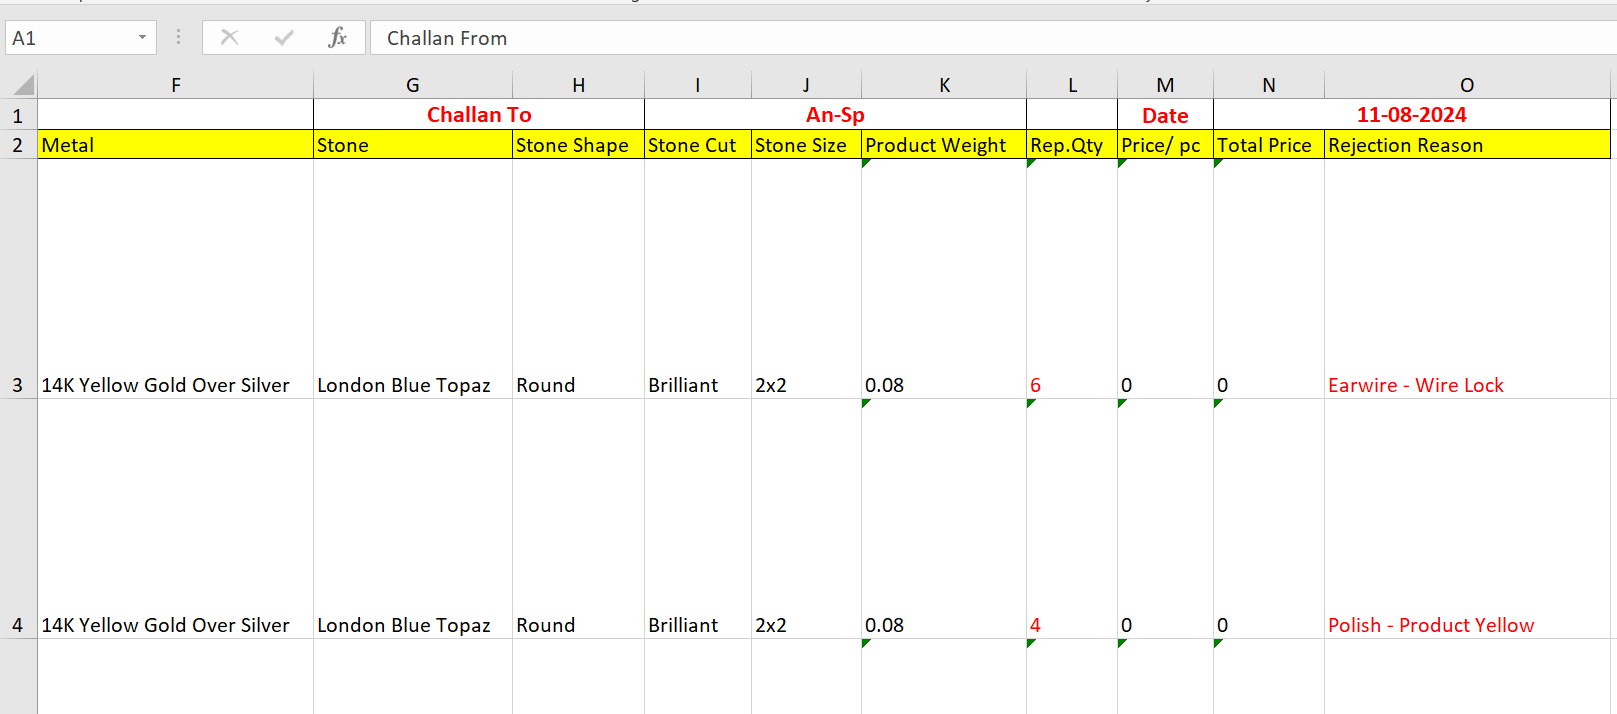 A1 fx Challan From
F G H I J K L M N O
1 Challan To An-Sp Date 11-08-2024
2 Metal Stone Stone Shape Stone Cut Stone Size Product Weight Rep.Qty Price/ pc Total Price Rejection Reason
3 14K Yellow Gold Over Silver London Blue Topaz Round Brilliant 2x2 0.08 6 0 0 Earwire - Wire Lock
4 14K Yellow Gold Over Silver London Blue Topaz Round Brilliant 2x2 0.08 4 0 0 Polish - Product Yellow